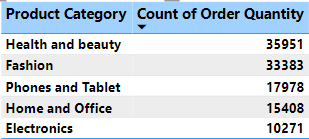 Product Category Count of Order Quantity
Health and beauty 35951
Fashion 33383
Phones and Tablet 17978
Home and Office 15408
Electronics 10271